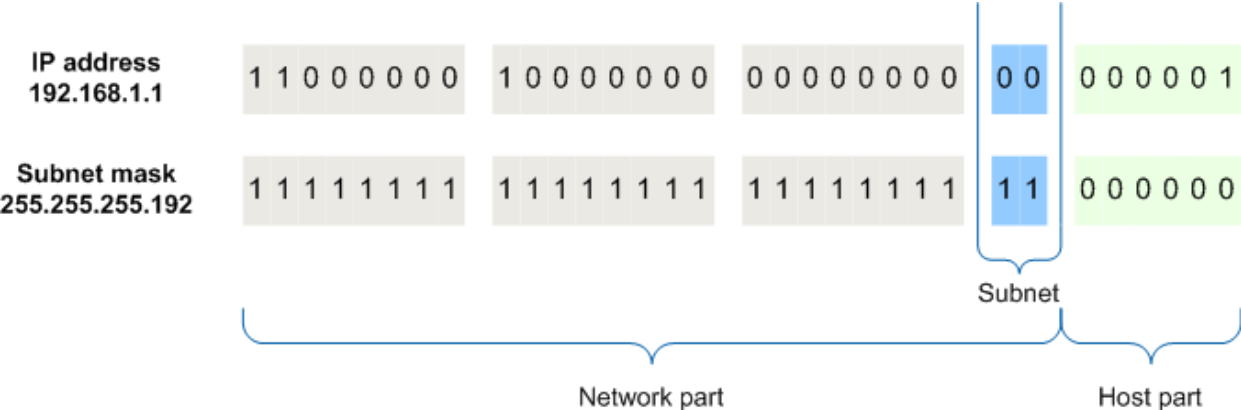 IP address
192.168.1.1
1 1 0 0 0 0 0 0 1 0 0 0 0 0 0 0 0 0 0 0 0 0 0 0 0 0 0 0 0 0 0 1
Subnet mask
255.255.255.192
1 1 1 1 1 1 1 1 1 1 1 1 1 1 1 1 1 1 1 1 1 1 1 1 1 1 0 0 0 0 0 0
Subnet
Network part
Host part